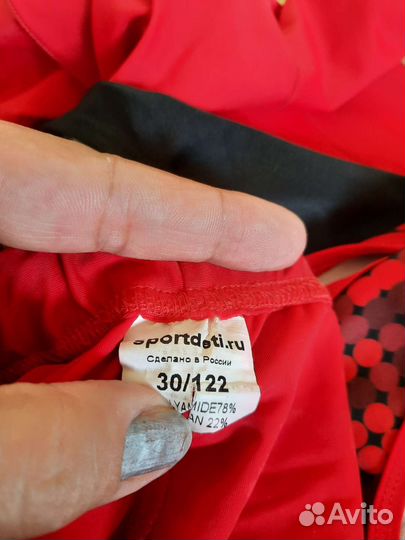 sportdeti.ru
Сделано в России
30/122
YAMIDE78%
AN 22%
Avito